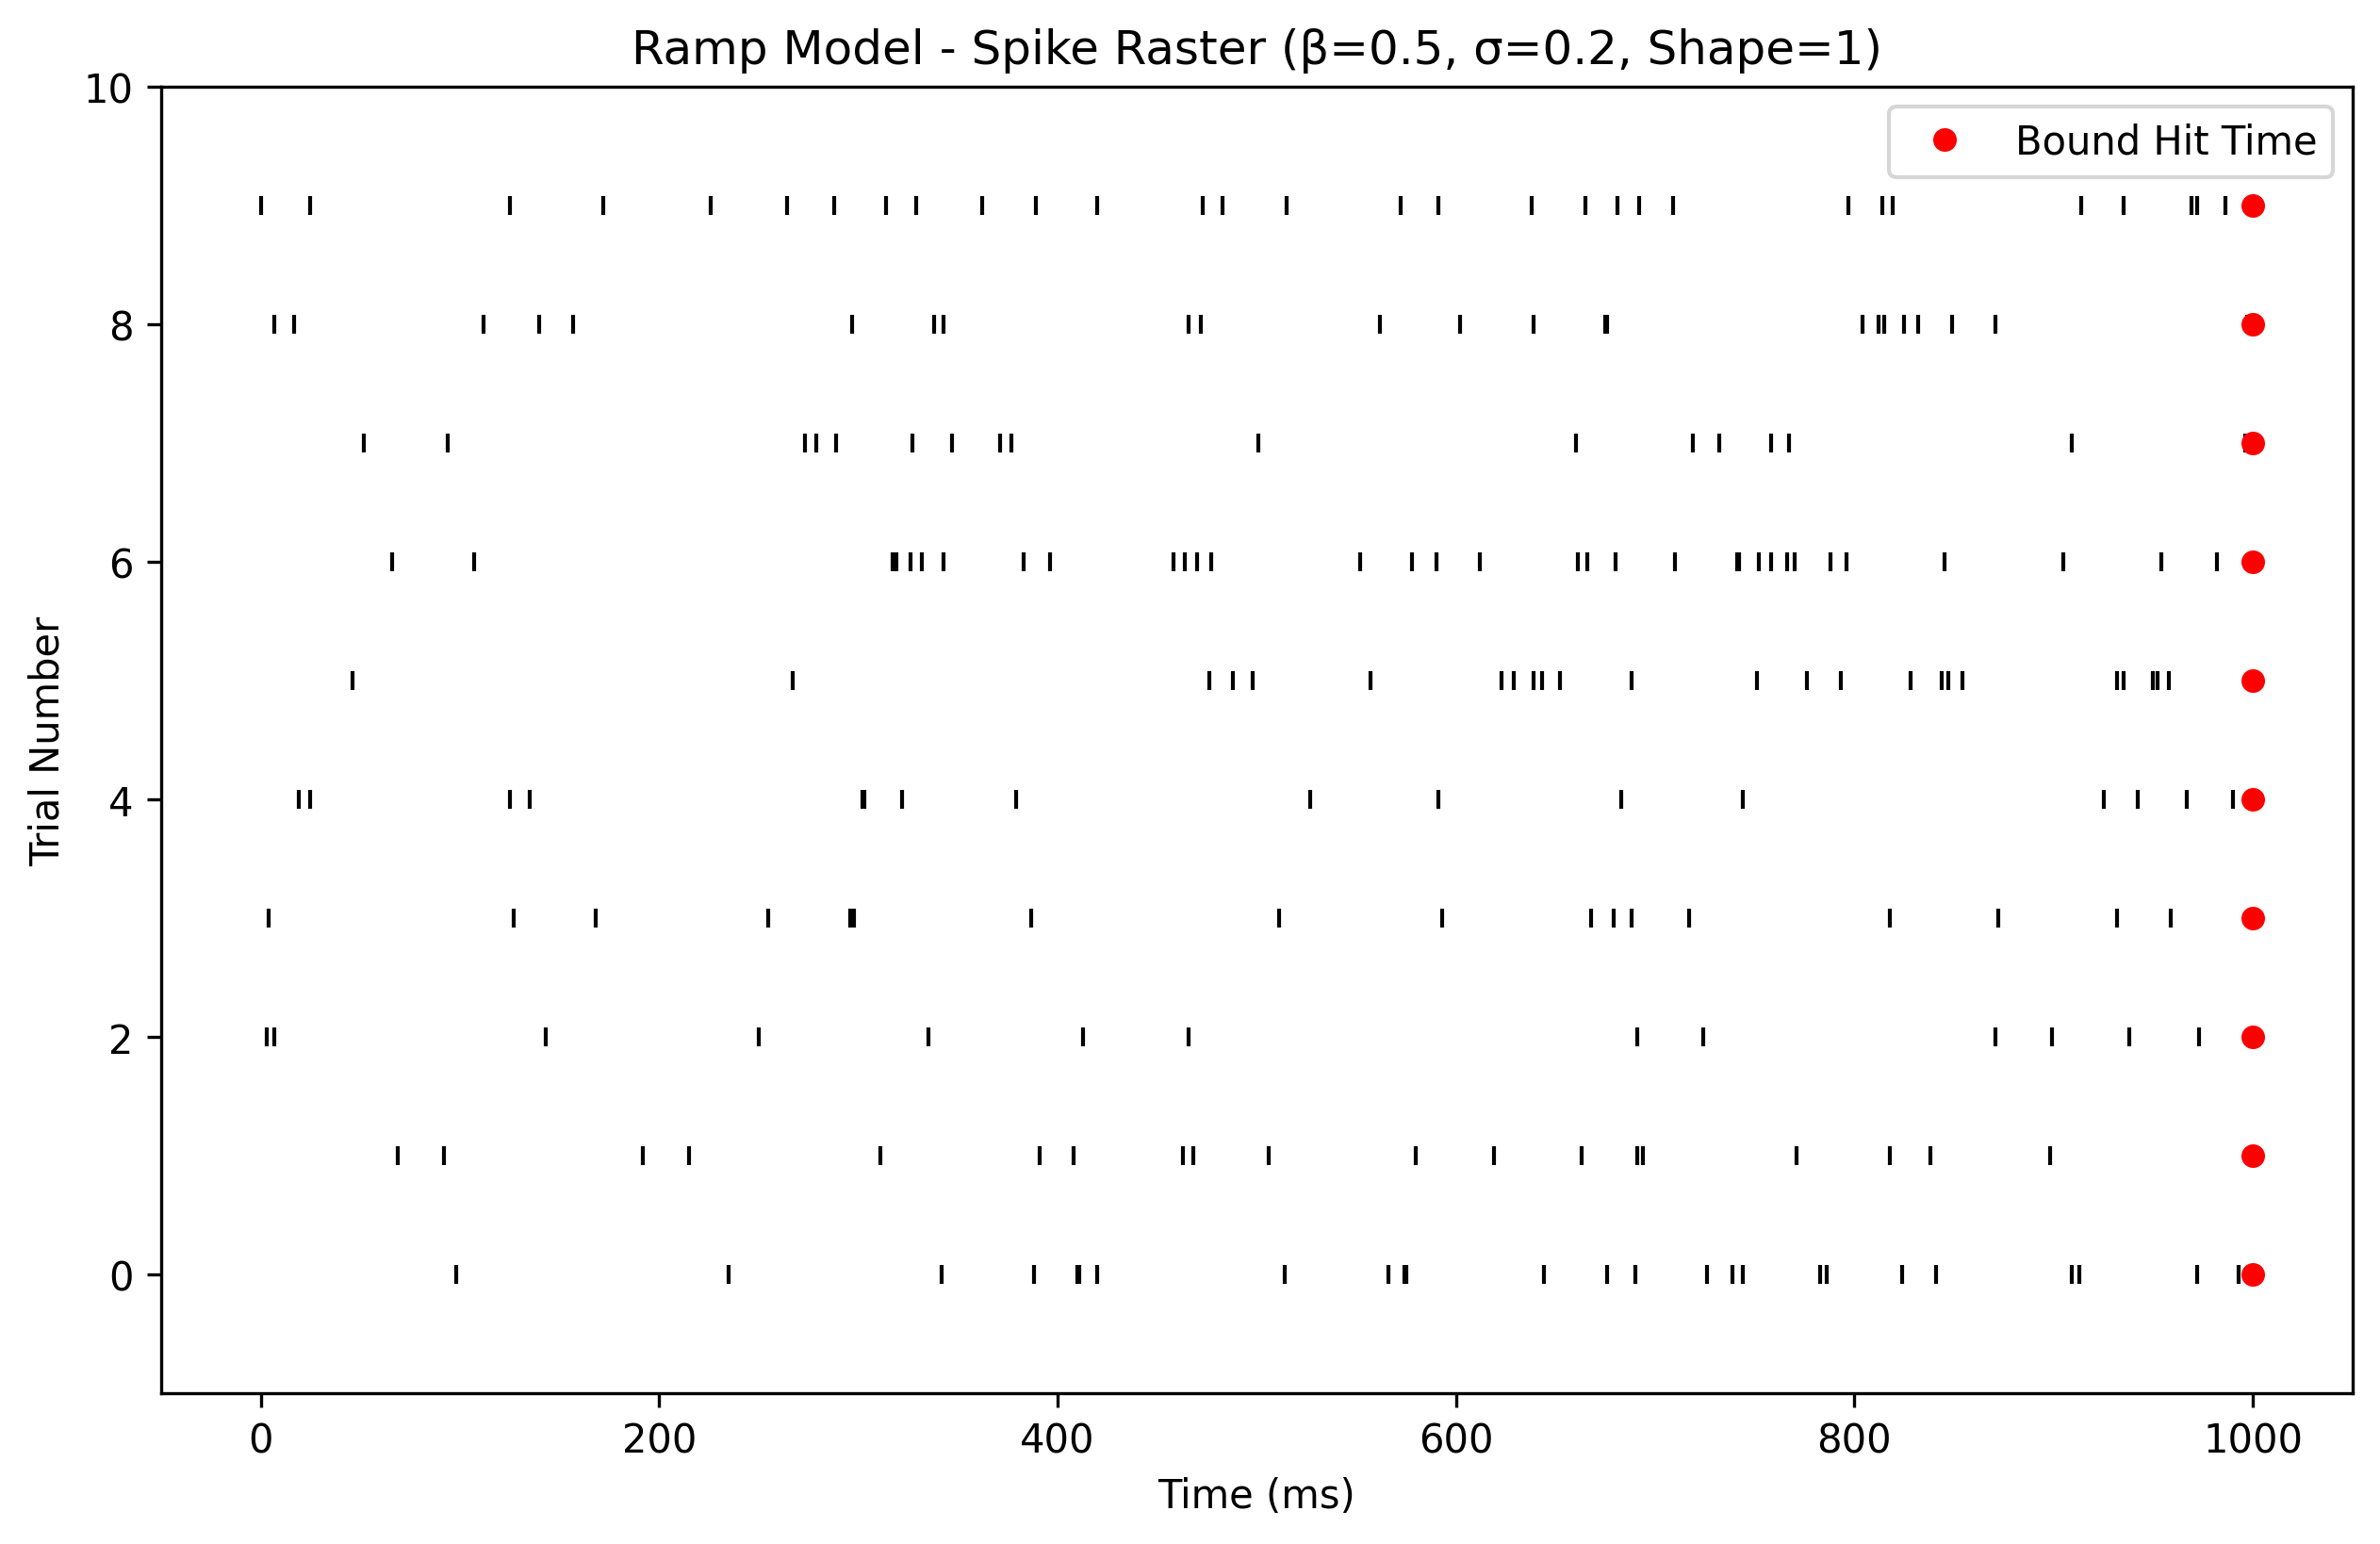 Ramp Model - Spike Raster (β=0.5, σ=0.2, Shape=1)
Bound Hit Time
10
8
6
4
2
0
Trial Number
0 200 400 600 800 1000
Time (ms)